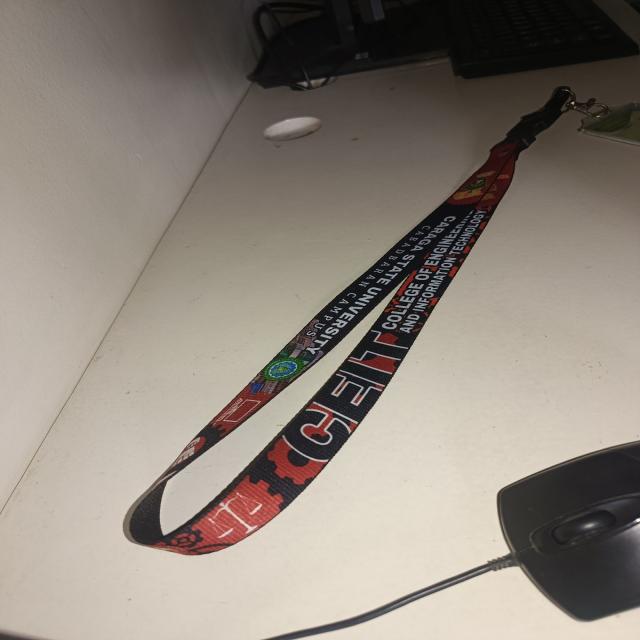 CARAGA STATE UNIVERSITY
CABADBARAN CAMPUS
COLLEGE OF ENGINEERING
AND INFORMATION TECHNOLOGY
CEIT